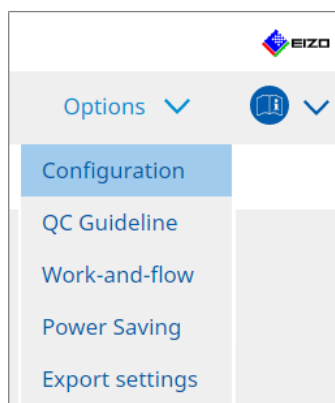 EIZO
Options
Configuration
QC Guideline
Work-and-flow
Power Saving
Export settings